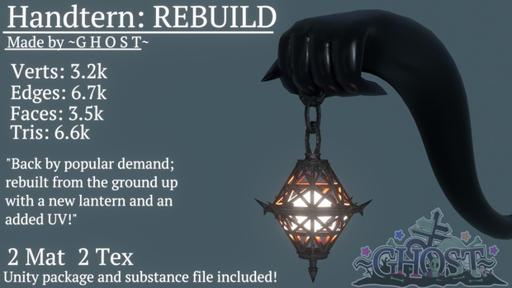 Handtern: REBUILD
Made by ~G H O S T~
Verts: 3.2k
Edges: 6.7k
Faces: 3.5k
Tris: 6.6k
"Back by popular demand;
rebuilt from the ground up
with a new lantern and an
added UV!"
2 Mat 2 Tex
Unity package and substance file included!
~GHOST~